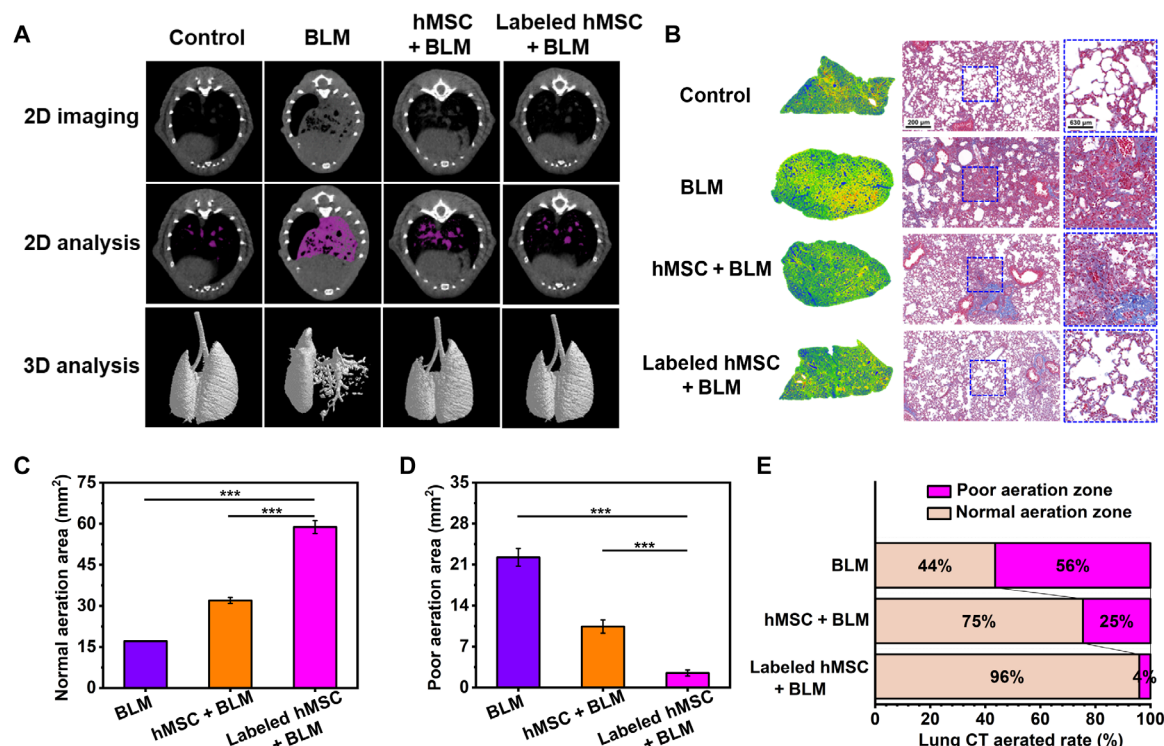 A
Control
BLM
hMSC
+ BLM
Labeled hMSC
+ BLM
2D imaging
2D analysis
3D analysis
B
Control
200 μm
630 μm
BLM
hMSC + BLM
Labeled hMSC
+ BLM
C
Normal aeration area (mm²)
75
60
45
30
15
0
***
***
BLM
hMSC + BLM
Labeled hMSC
+ BLM
D
Poor aeration area (mm²)
35
28
21
14
7
0
***
***
BLM
hMSC + BLM
Labeled hMSC
+ BLM
E
Poor aeration zone
Normal aeration zone
BLM
44%
56%
hMSC + BLM
75%
25%
Labeled hMSC
+ BLM
96%
4%
0
20
40
60
80
100
Lung CT aerated rate (%)